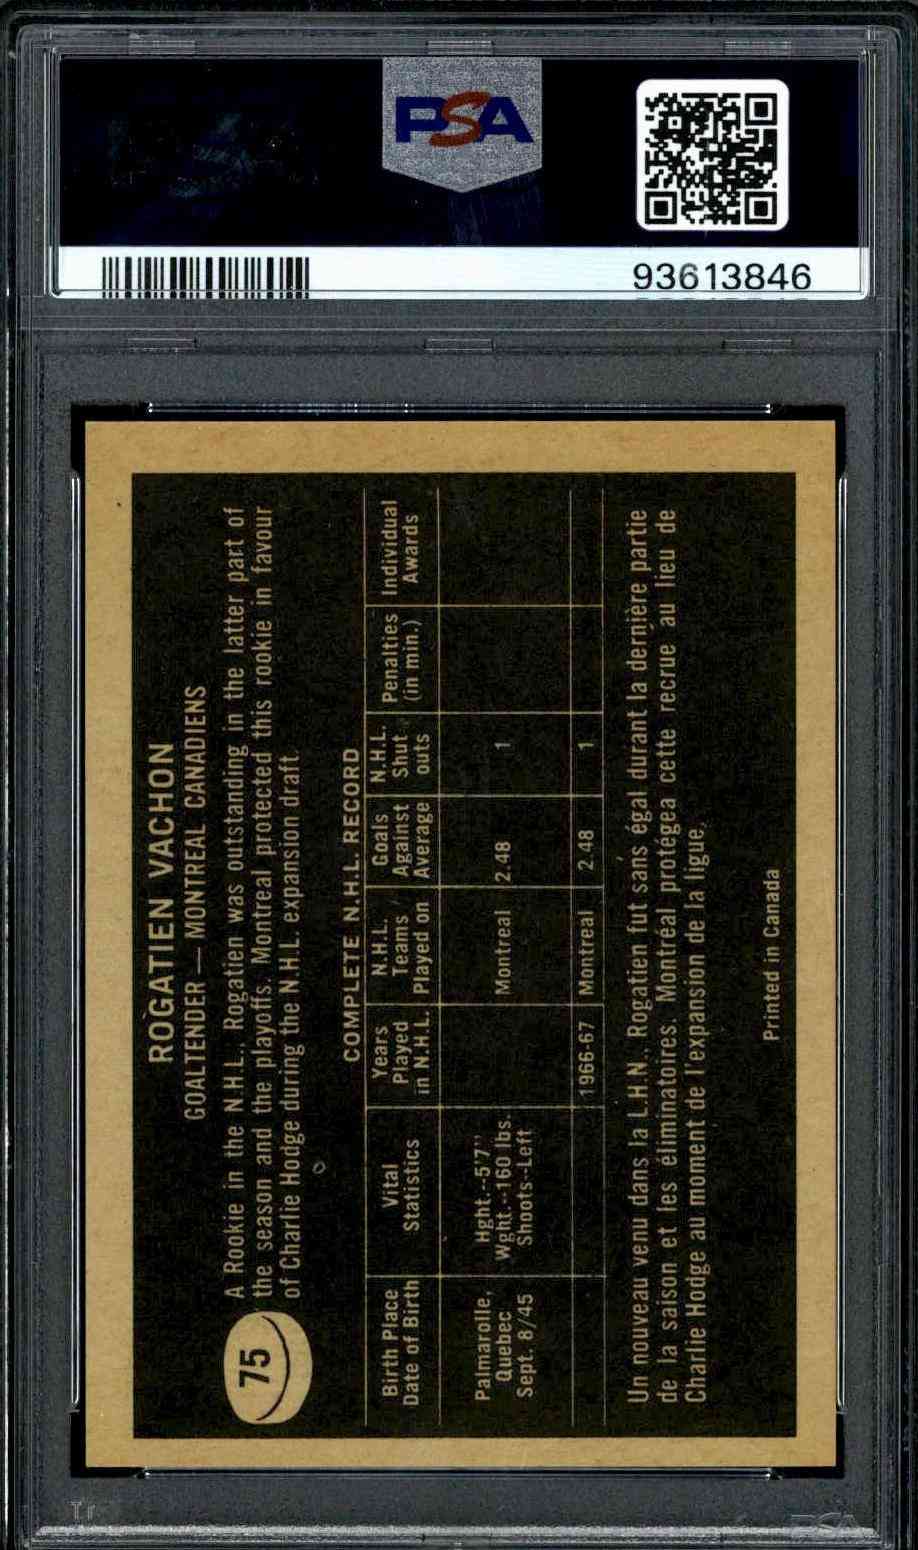 PSA
93613846
ROGATIEN VACHON
GOALTENDER — MONTREAL CANADIENS
75
A Rookie in the N.H.L., Rogatien was outstanding in the latter part of
the season and the playoffs. Montreal protected this rookie in favour
of Charlie Hodge during the N.H.L. expansion draft.
COMPLETE N.H.L. RECORD
Birth Place
Date of Birth
Vital
Statistics
Years
Played
in N.H.L.
N.H.L.
Teams
Played on
Goals
Against
Average
N.H.L.
Shut-
outs
Penalties
(in min.)
Individual
Awards
Palmarolle,
Quebec
Sept. 8/45
Hght.--5'7"
Wght.--160 lbs.
Shoots--Left
Montreal
2.48
1
1966-67 Montreal 2.48 1
Un nouveau venu dans la L.H.N., Rogatien fut sans égal durant la dernière partie
de la saison et les éliminatoires. Montréal protégea cette recrue au lieu de
Charlie Hodge au moment de l'expansion de la ligue.
Printed in Canada
PSA